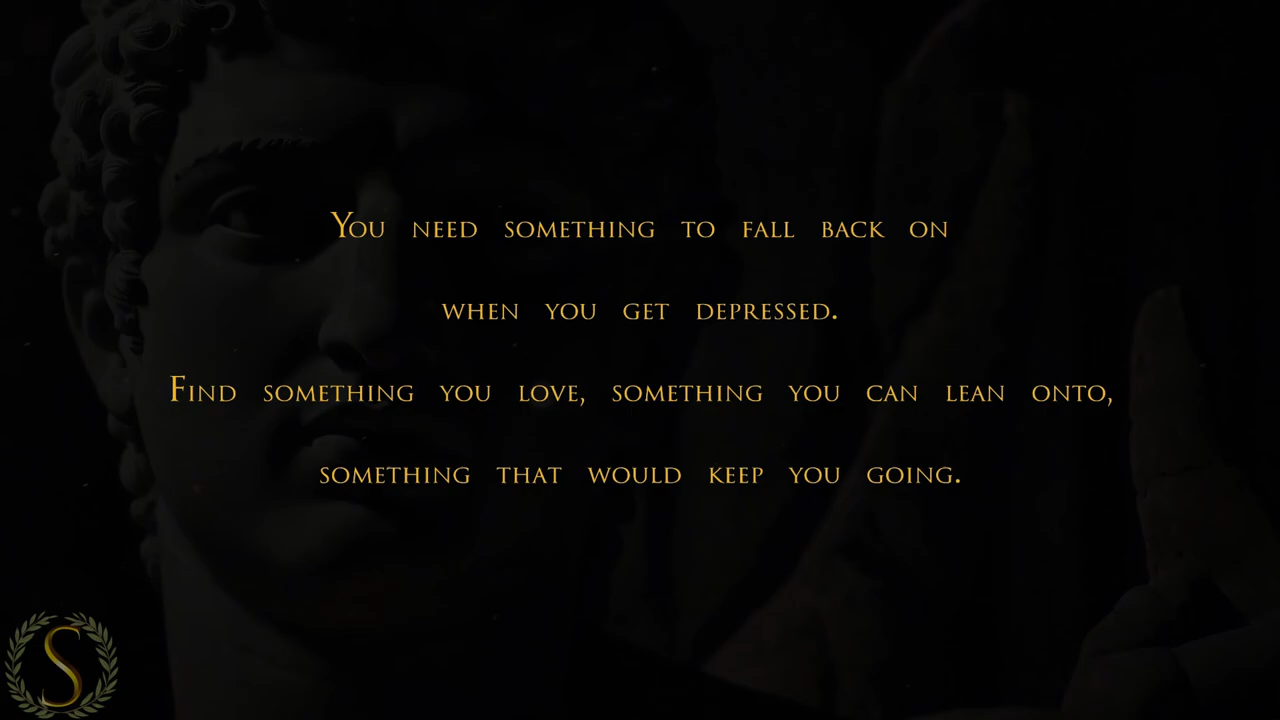 You need something to fall back on
when you get depressed.
Find something you love, something you can lean onto,
something that would keep you going.
S